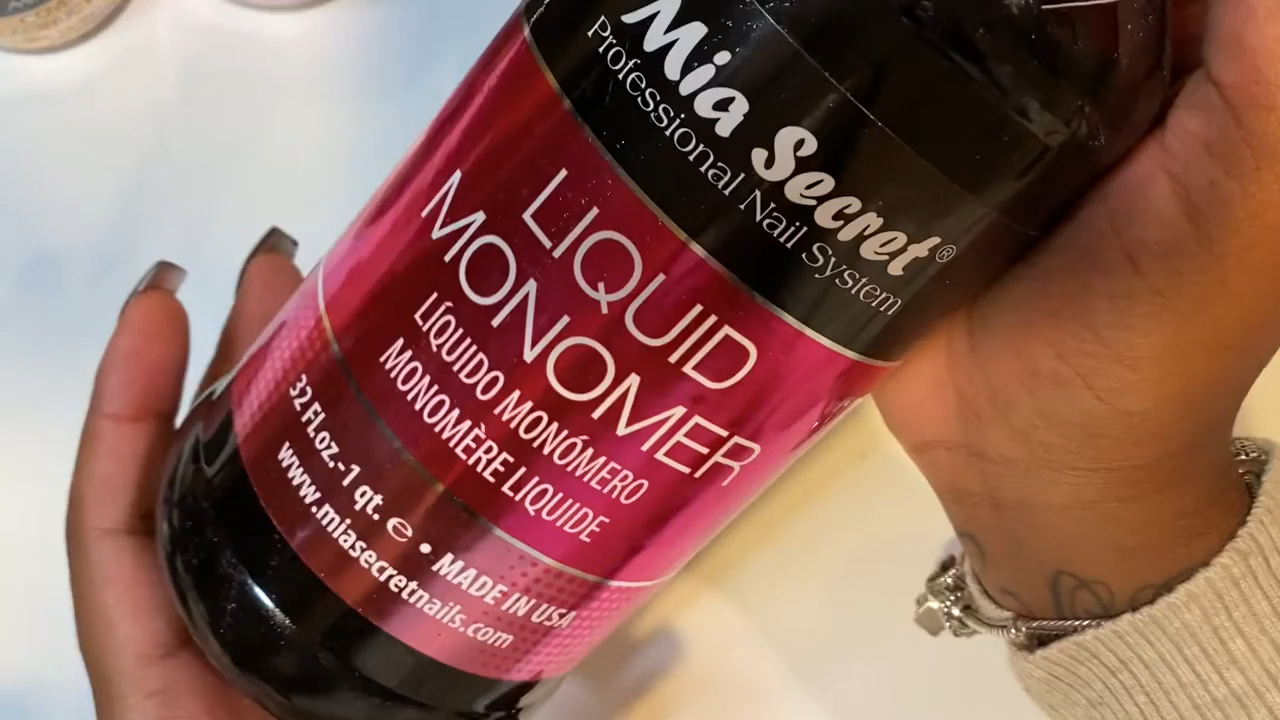 Mia Secret®
Professional Nail System
LIQUID
MONOMER
LÍQUIDO MONÓMERO
MONOMÈRE LIQUIDE
32 FL.oz.-1 qt. ℮ • MADE IN USA
www.miasecretnails.com